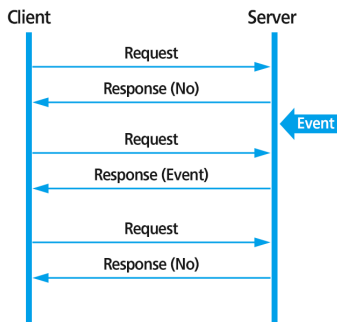 Client
Server
Request
Response (No)
Event
Request
Response (Event)
Request
Response (No)